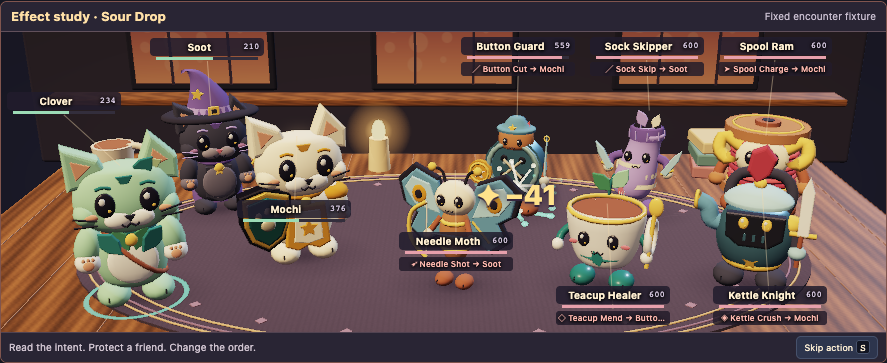 Effect study · Sour Drop
Fixed encounter fixture
Soot 210
Button Guard 559
Button Cut → Mochi
Sock Skipper 600
Sock Skip → Soot
Spool Ram 600
Spool Charge → Mochi
Clover 234
Mochi 376
-41
Needle Moth 600
Needle Shot → Soot
Teacup Healer 600
Teacup Mend → Butto...
Kettle Knight 600
Kettle Crush → Mochi
Read the intent. Protect a friend. Change the order.
Skip action S